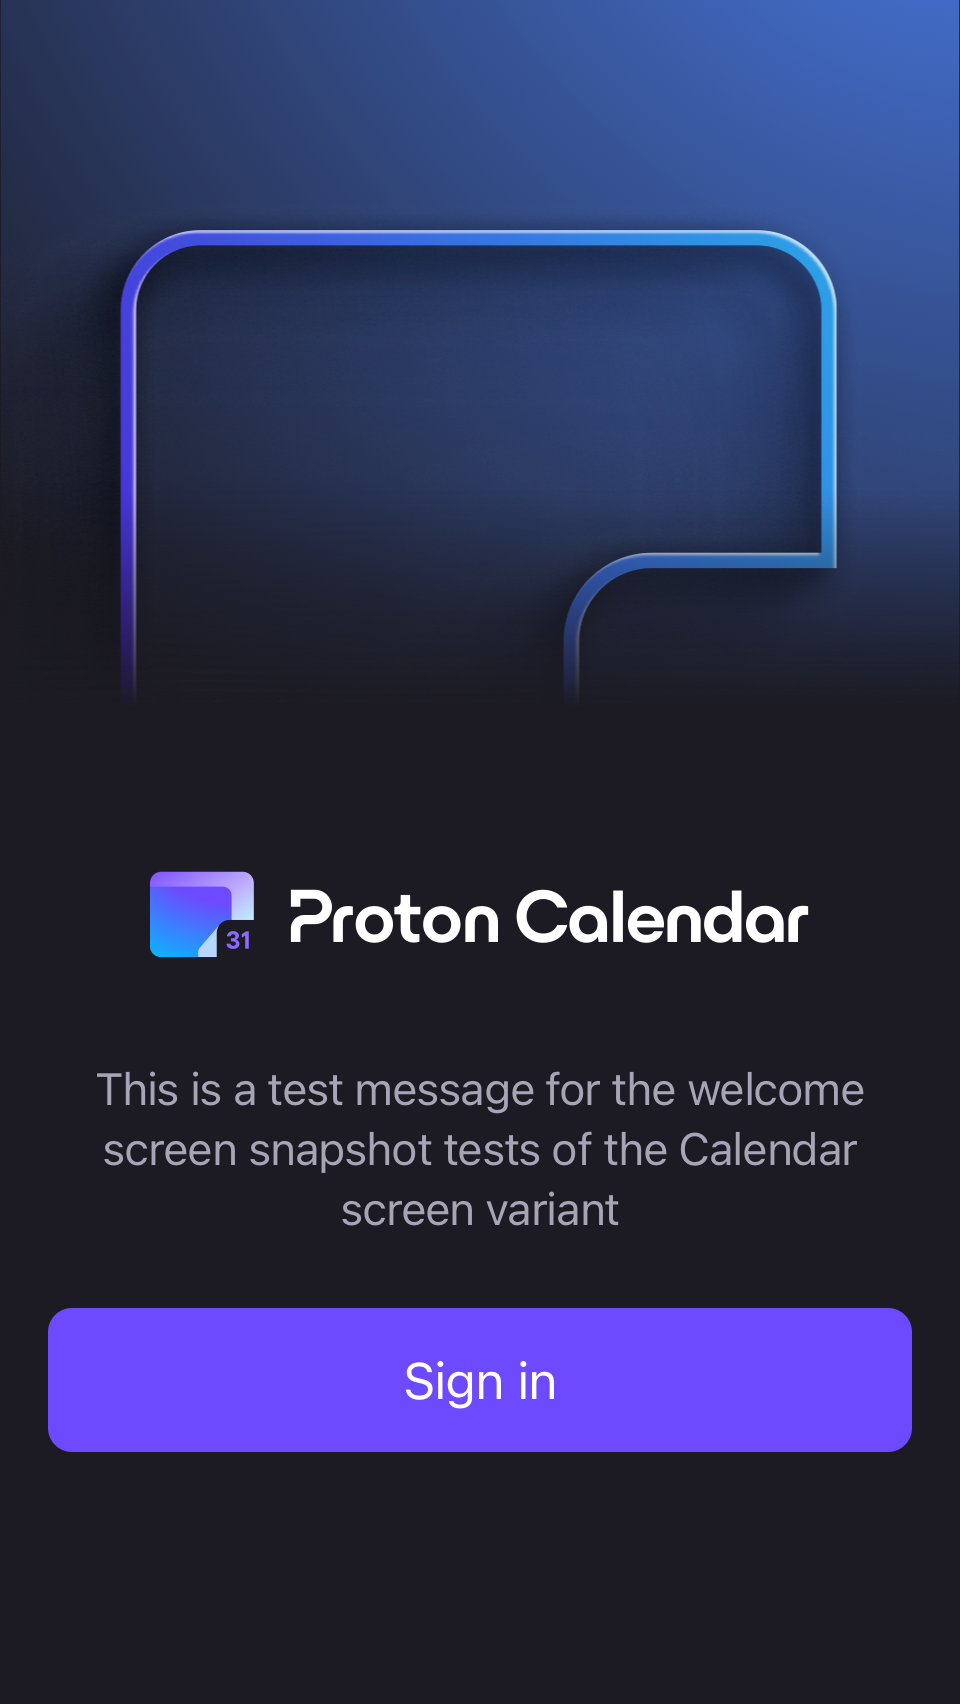 31
Proton Calendar
This is a test message for the welcome
screen snapshot tests of the Calendar
screen variant
Sign in